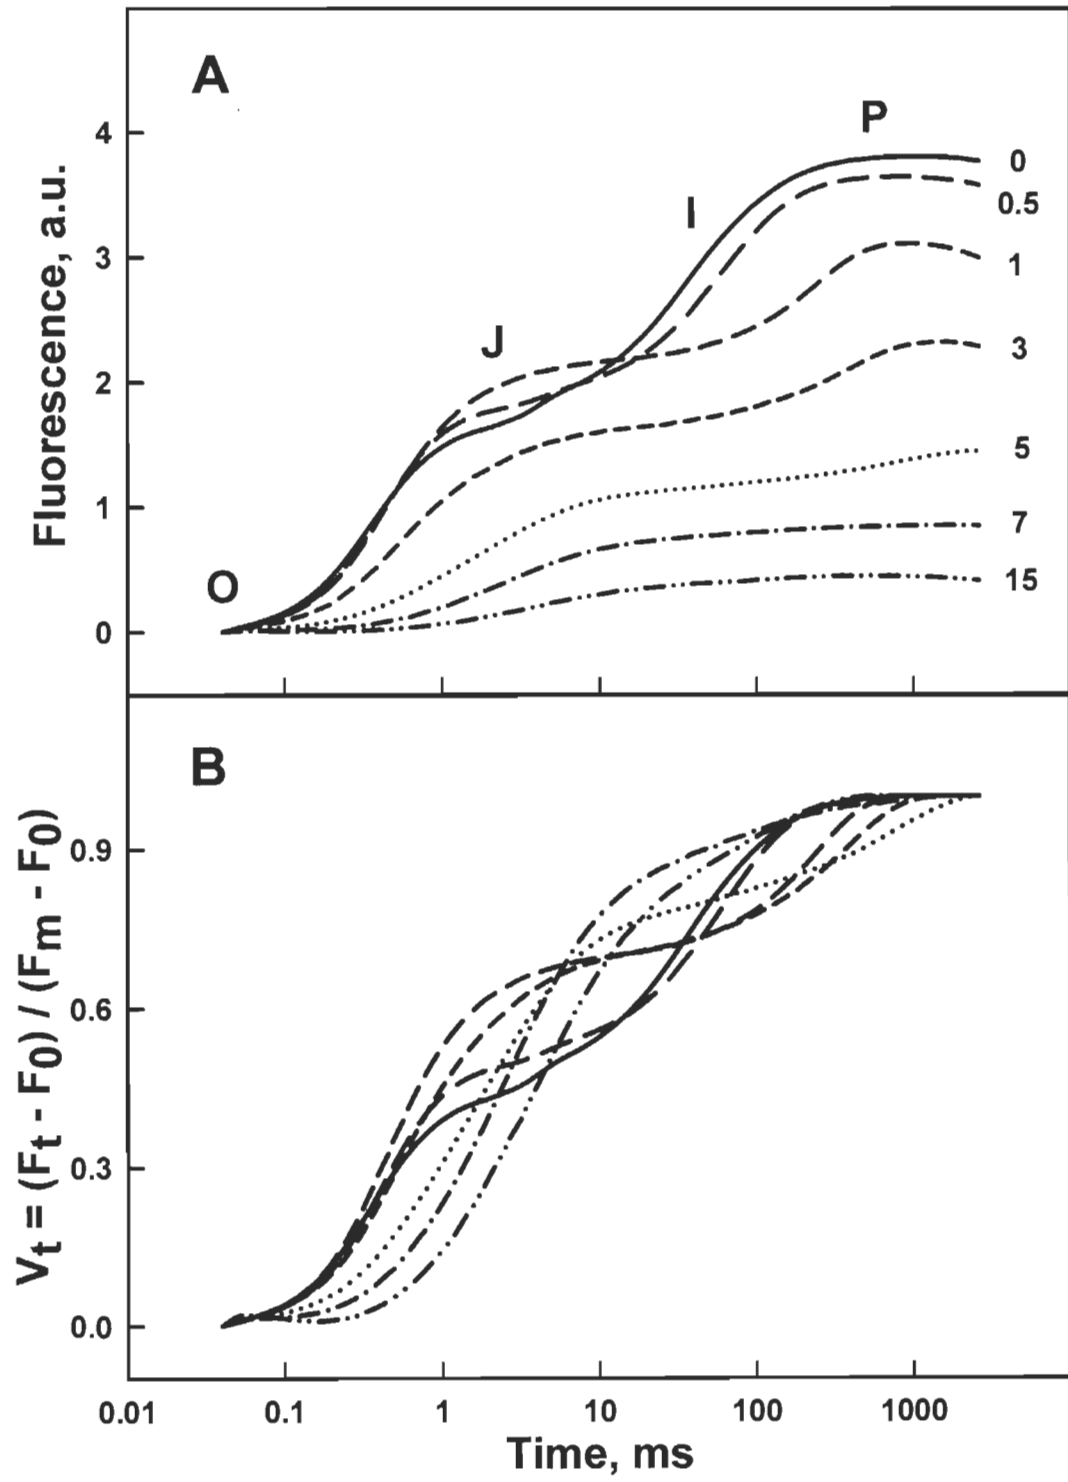 A
P
4
0
0.5
I
3
1
J
3
2
5
1
7
O
15
0
Fluorescence, a.u.
B
0.9
0.6
0.3
0.0
Vt = (Ft - F0) / (Fm - F0)
0.01 0.1 1 10 100 1000
Time, ms